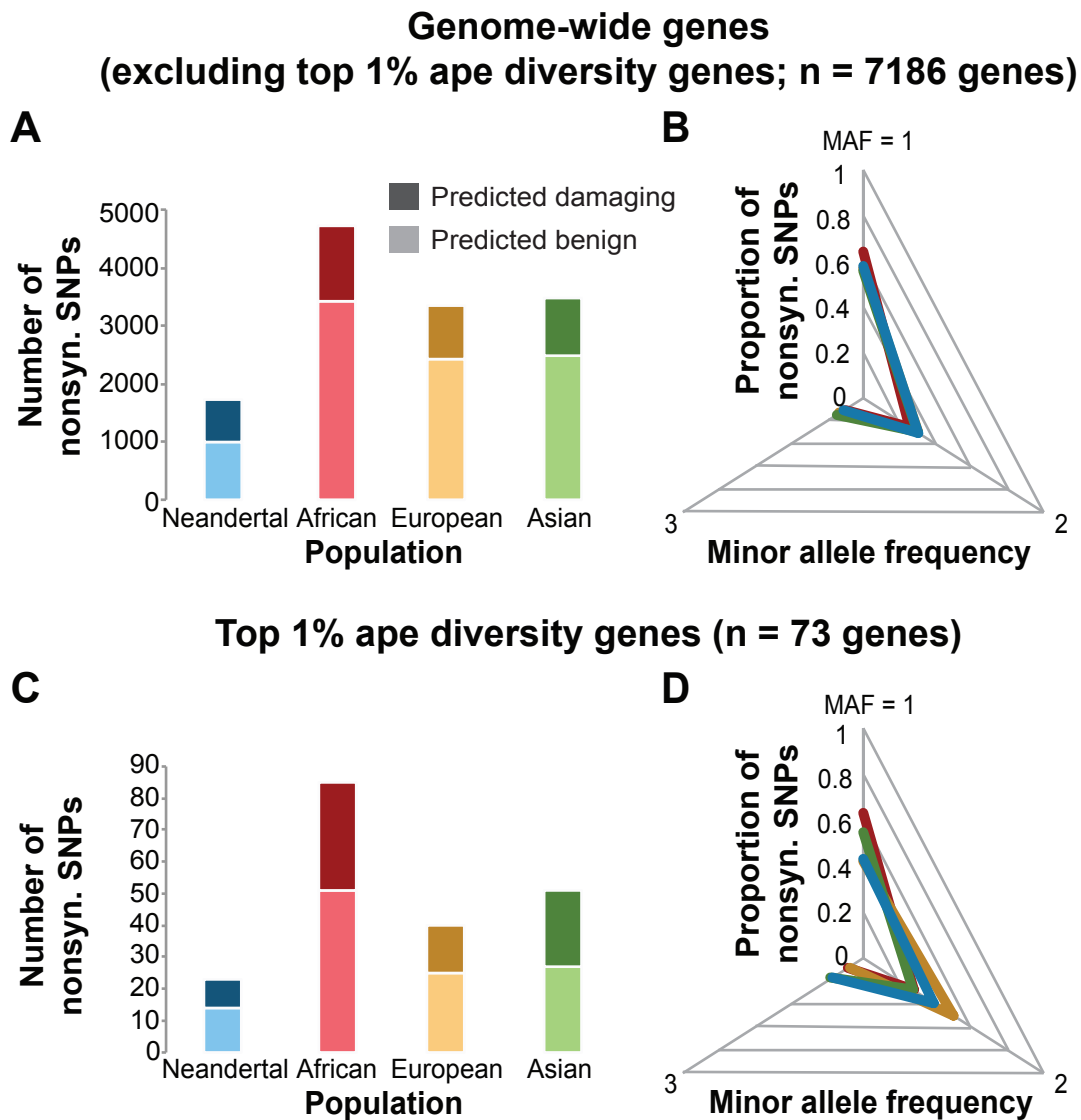 Genome-wide genes
(excluding top 1% ape diversity genes; n = 7186 genes)
A
Number of
nonsyn. SNPs
5000
4000
3000
2000
1000
0
Predicted damaging
Predicted benign
Neandertal African European Asian
Population
B
MAF = 1
Proportion of
nonsyn. SNPs
1
0.8
0.6
0.4
0.2
0
3
2
Minor allele frequency
Top 1% ape diversity genes (n = 73 genes)
C
Number of
nonsyn. SNPs
90
80
70
60
50
40
30
20
10
0
Neandertal African European Asian
Population
D
MAF = 1
Proportion of
nonsyn. SNPs
1
0.8
0.6
0.4
0.2
0
3
2
Minor allele frequency